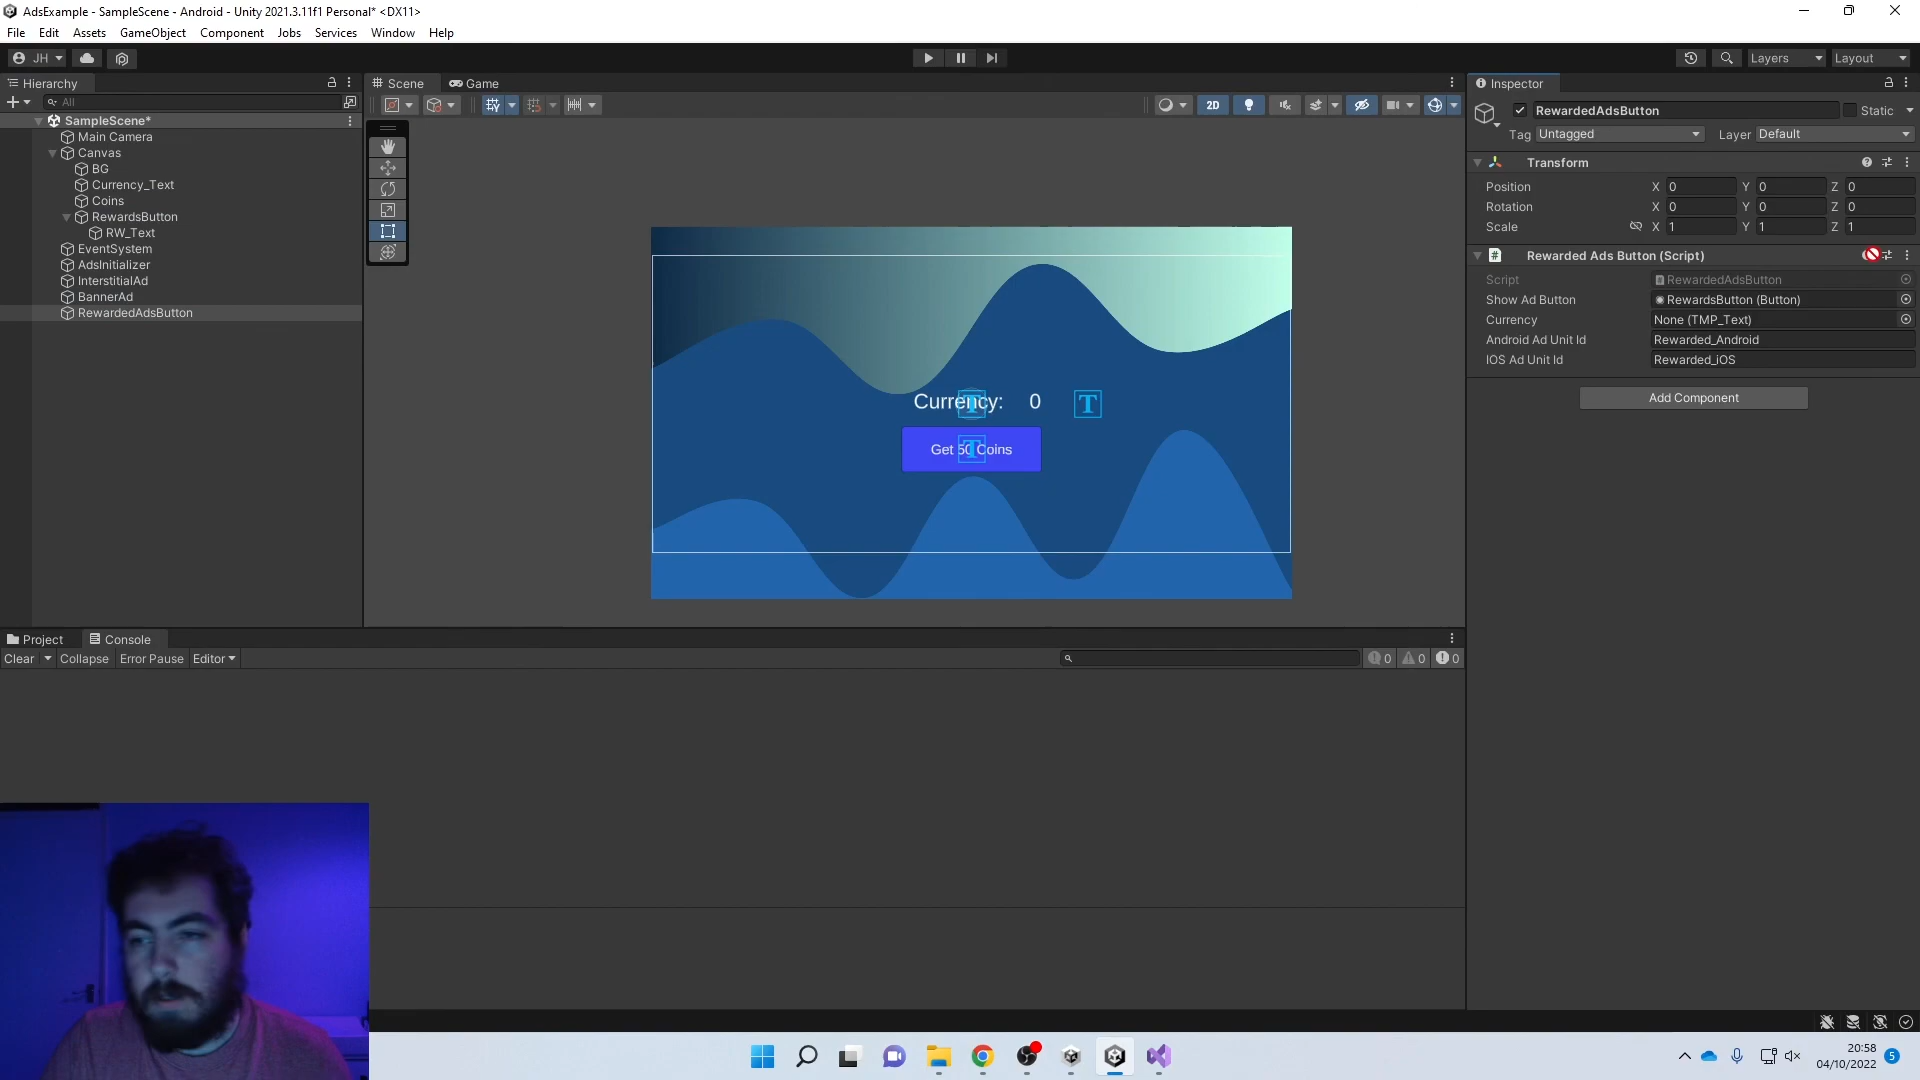 AdsExample - SampleScene - Android - Unity 2021.3.11f1 Personal* <DX11>
File Edit Assets GameObject Component Jobs Services Window Help
JH
Layers Layout
Hierarchy
Scene
Game
Inspector
All
2D
RewardedAdsButton
Static
SampleScene*
Tag Untagged Layer Default
Main Camera
Canvas
Transform
BG
Currency_Text
Position X 0 Y 0 Z 0
Coins
Rotation X 0 Y 0 Z 0
RewardsButton
Scale X 1 Y 1 Z 1
RW_Text
EventSystem
Rewarded Ads Button (Script)
AdsInitializer
Script RewardedAdsButton
InterstitialAd
Show Ad Button RewardsButton (Button)
BannerAd
Currency None (TMP_Text)
RewardedAdsButton
Android Ad Unit Id Rewarded_Android
IOS Ad Unit Id Rewarded_iOS
Add Component
Currency: 0
T
T
Get 50 Coins
T
Project
Console
Clear Collapse Error Pause Editor
0 0 0
20:58
04/10/2022
5